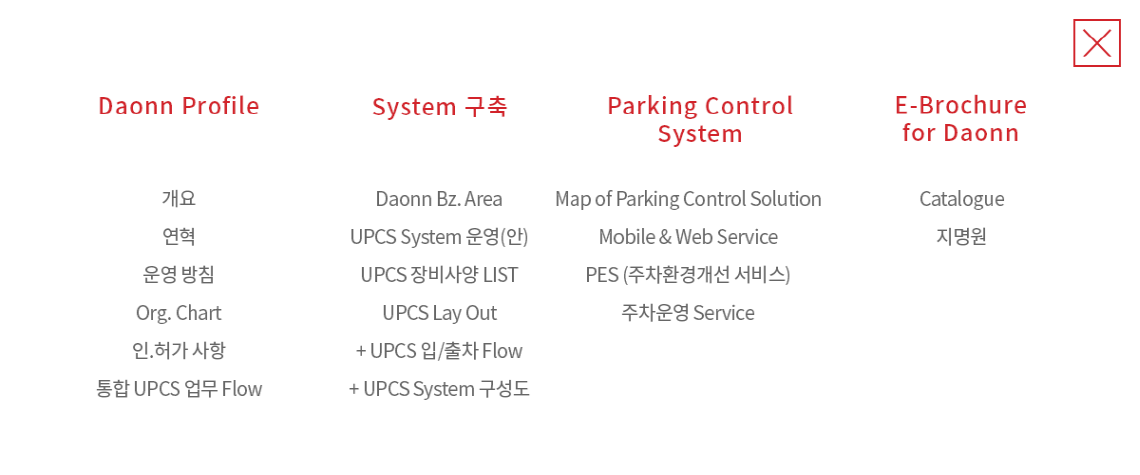 Daonn Profile
개요
연혁
운영 방침
Org. Chart
인.허가 사항
통합 UPCS 업무 Flow
System 구축
Daonn Bz. Area
UPCS System 운영(안)
UPCS 장비사양 LIST
UPCS Lay Out
+ UPCS 입/출차 Flow
+ UPCS System 구성도
Parking Control
System
Map of Parking Control Solution
Mobile & Web Service
PES (주차환경개선 서비스)
주차운영 Service
E-Brochure
for Daonn
Catalogue
지명원